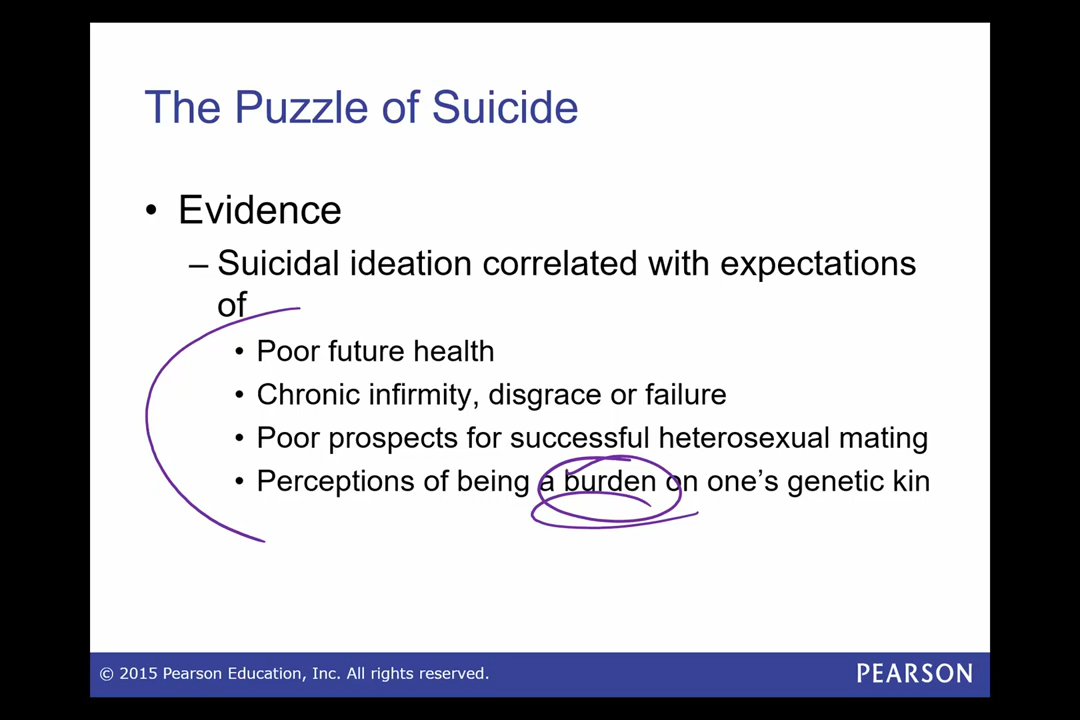 The Puzzle of Suicide
• Evidence
– Suicidal ideation correlated with expectations
of
• Poor future health
• Chronic infirmity, disgrace or failure
• Poor prospects for successful heterosexual mating
• Perceptions of being a burden on one's genetic kin
© 2015 Pearson Education, Inc. All rights reserved.
PEARSON